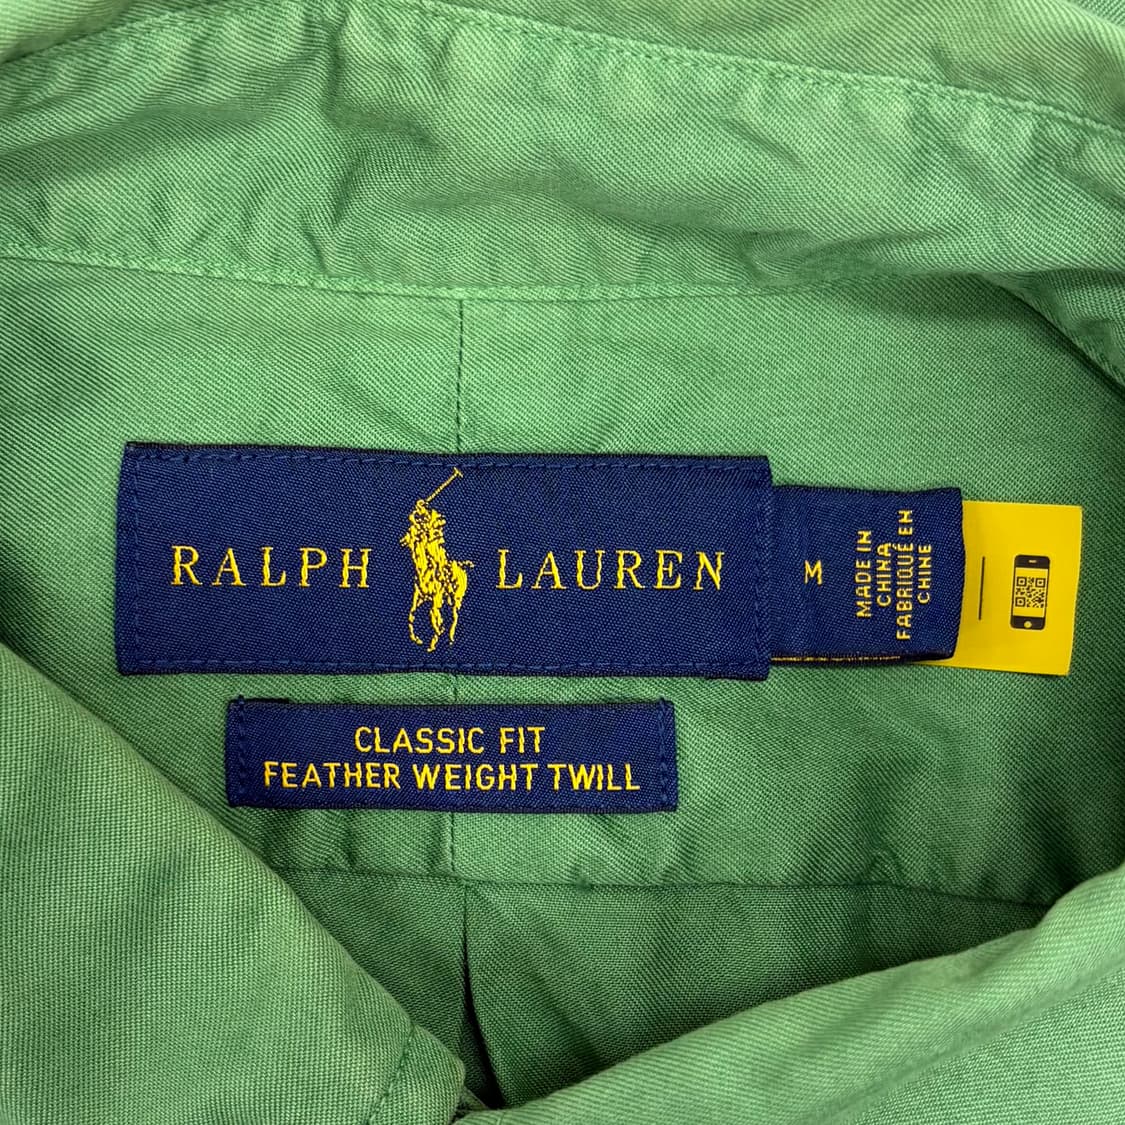 RALPH LAUREN
M
MADE IN
CHINA
FABRIQUÉ EN
CHINE
CLASSIC FIT
FEATHER WEIGHT TWILL